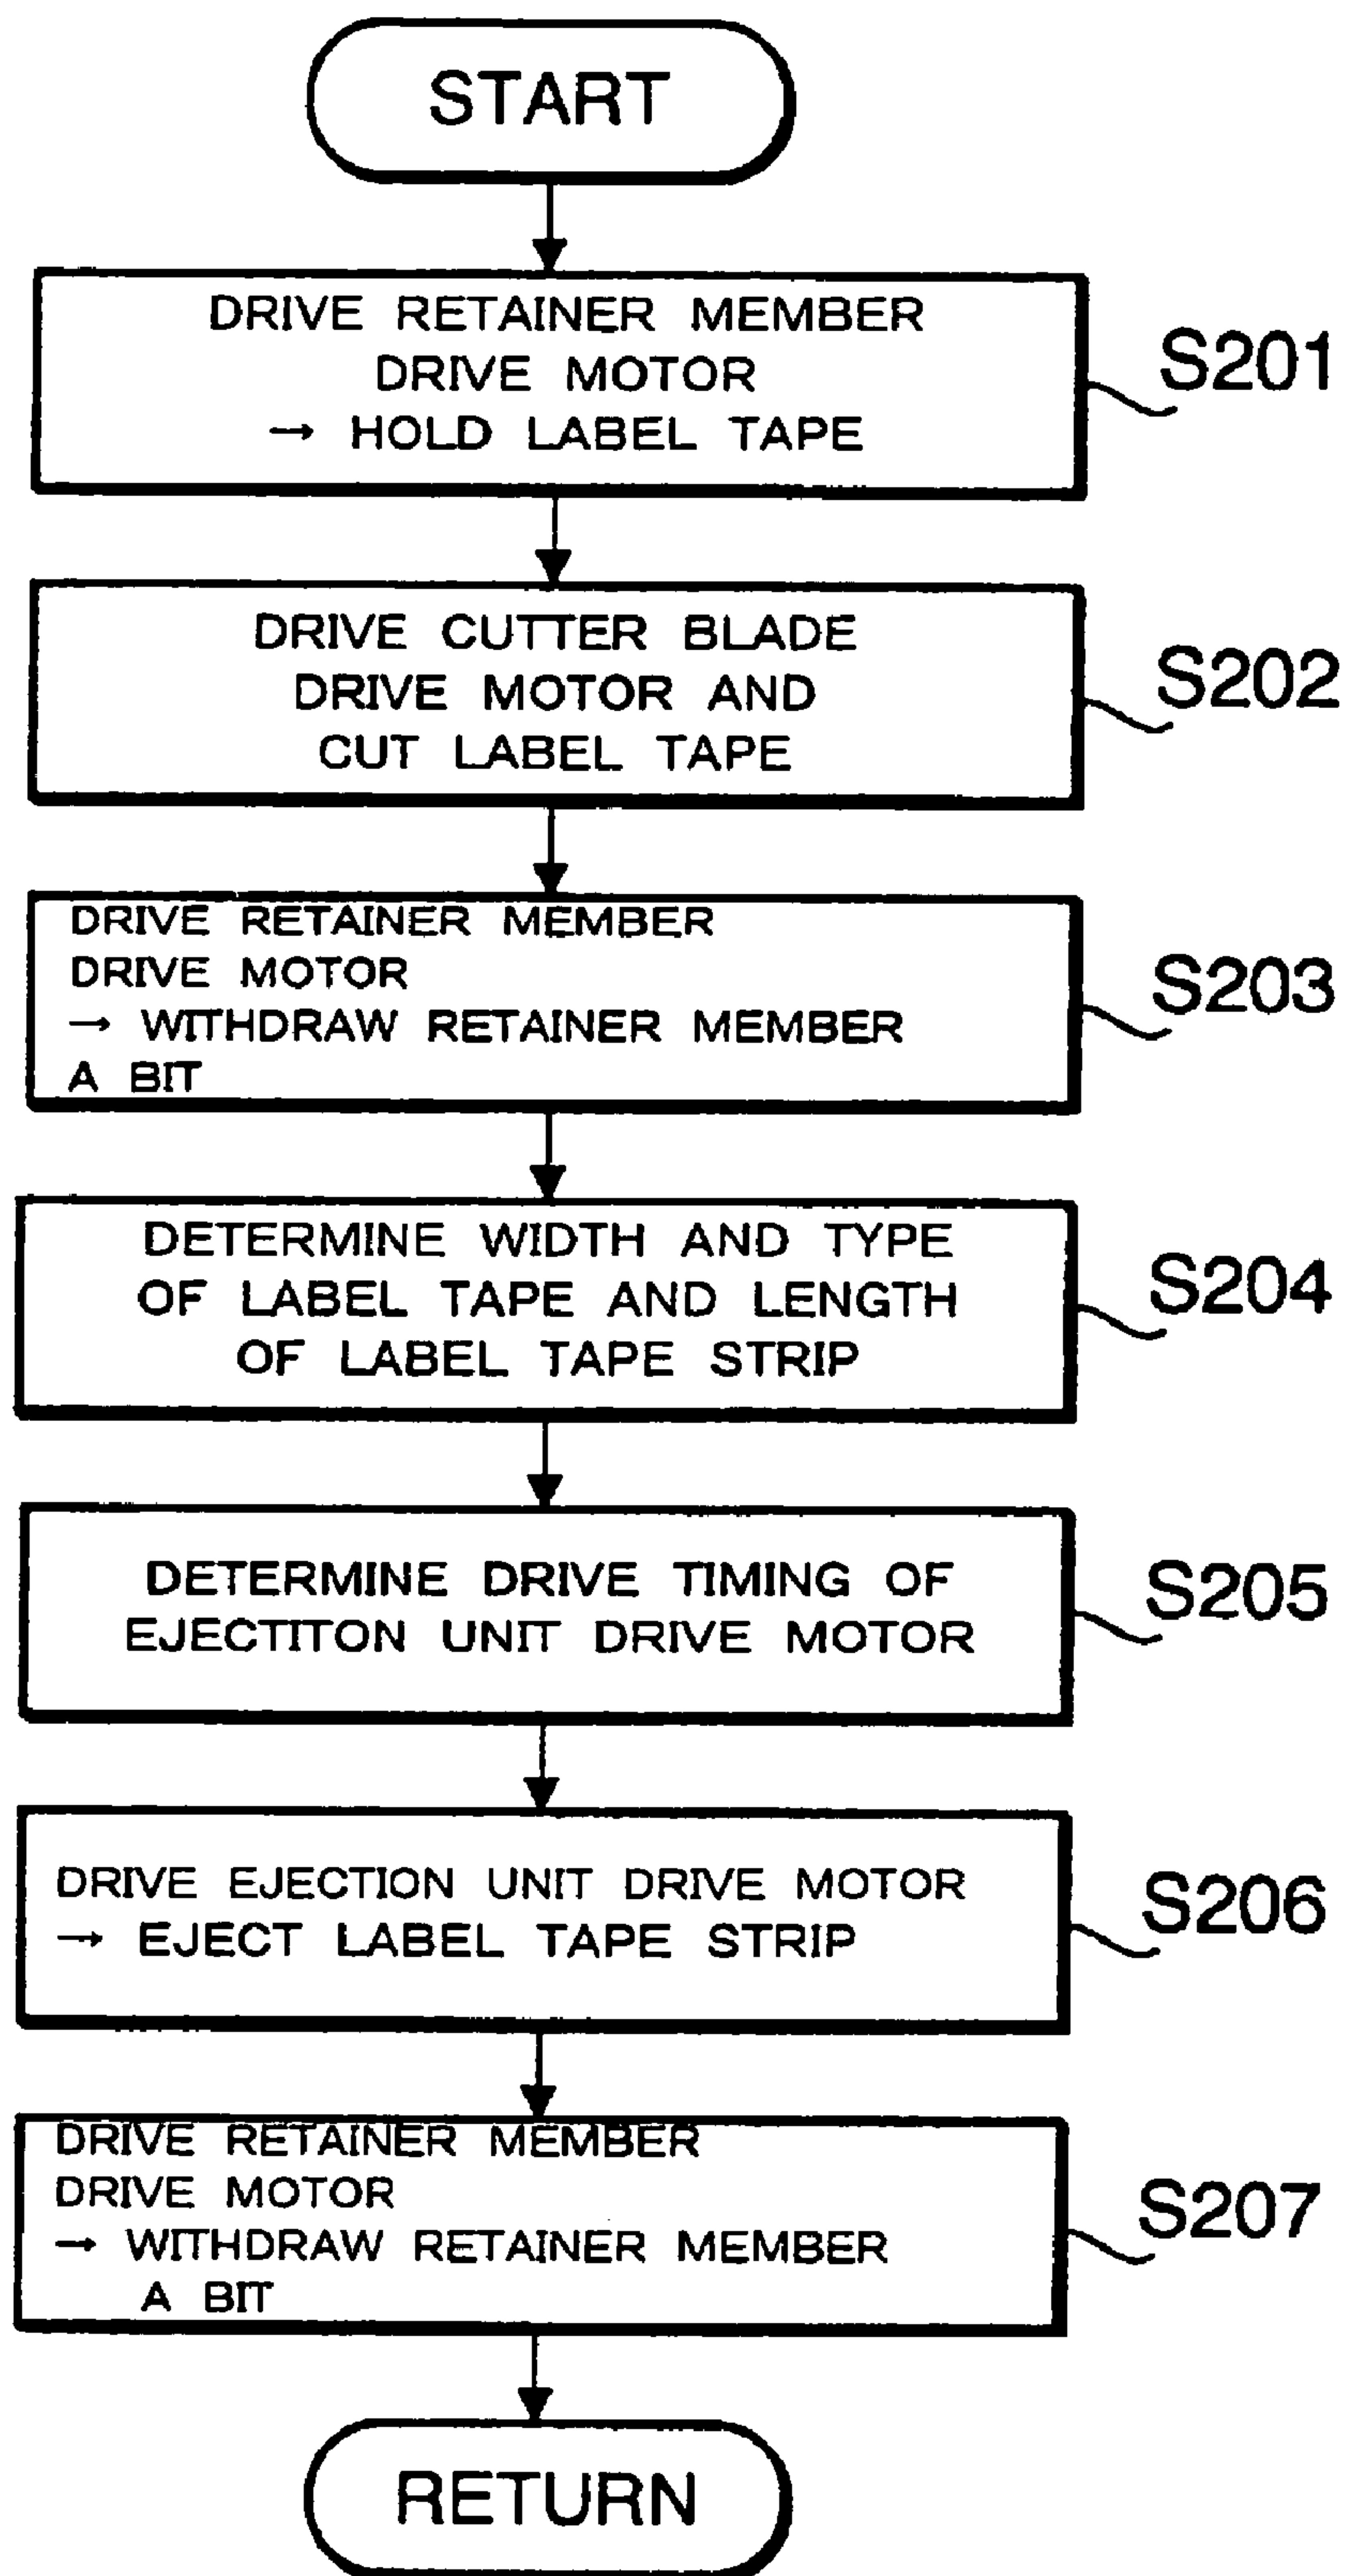 START
DRIVE RETAINER MEMBER
DRIVE MOTOR
→ HOLD LABEL TAPE
S201
DRIVE CUTTER BLADE
DRIVE MOTOR AND
CUT LABEL TAPE
S202
DRIVE RETAINER MEMBER
DRIVE MOTOR
→ WITHDRAW RETAINER MEMBER
A BIT
S203
DETERMINE WIDTH AND TYPE
OF LABEL TAPE AND LENGTH
OF LABEL TAPE STRIP
S204
DETERMINE DRIVE TIMING OF
EJECTITON UNIT DRIVE MOTOR
S205
DRIVE EJECTION UNIT DRIVE MOTOR
→ EJECT LABEL TAPE STRIP
S206
DRIVE RETAINER MEMBER
DRIVE MOTOR
→ WITHDRAW RETAINER MEMBER
A BIT
S207
RETURN